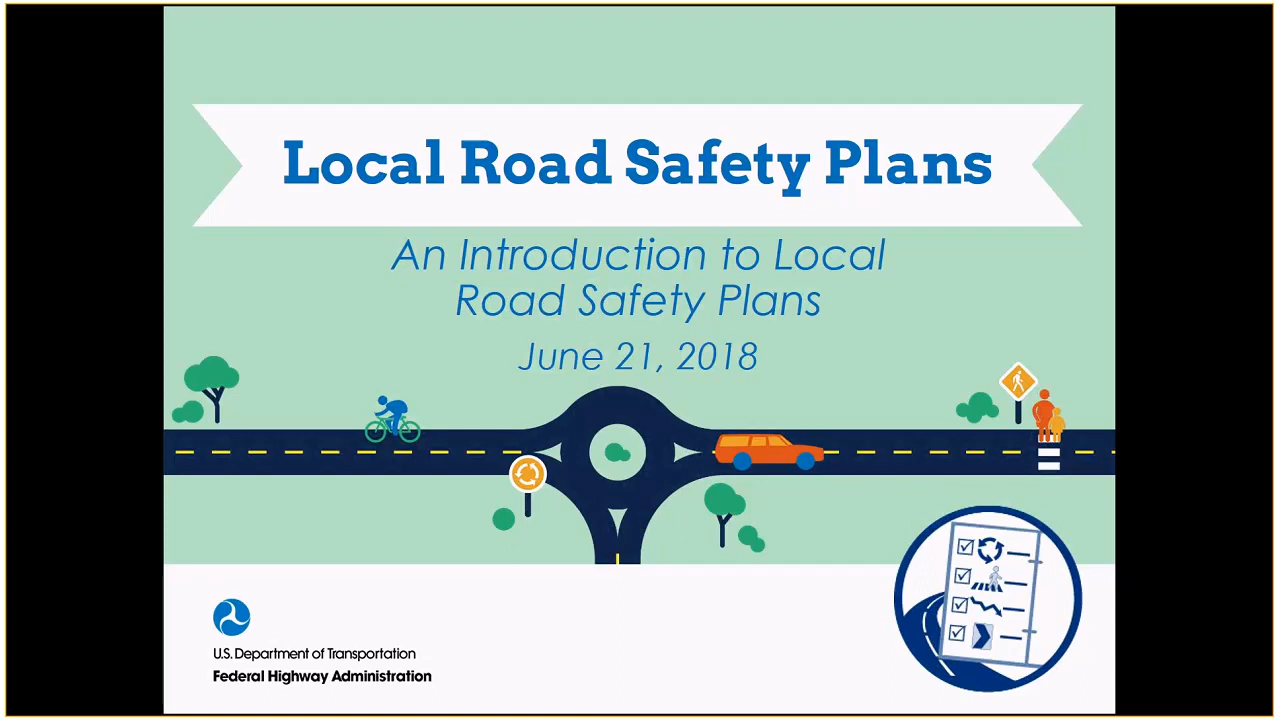 Local Road Safety Plans
An Introduction to Local
Road Safety Plans
June 21, 2018
U.S. Department of Transportation
Federal Highway Administration